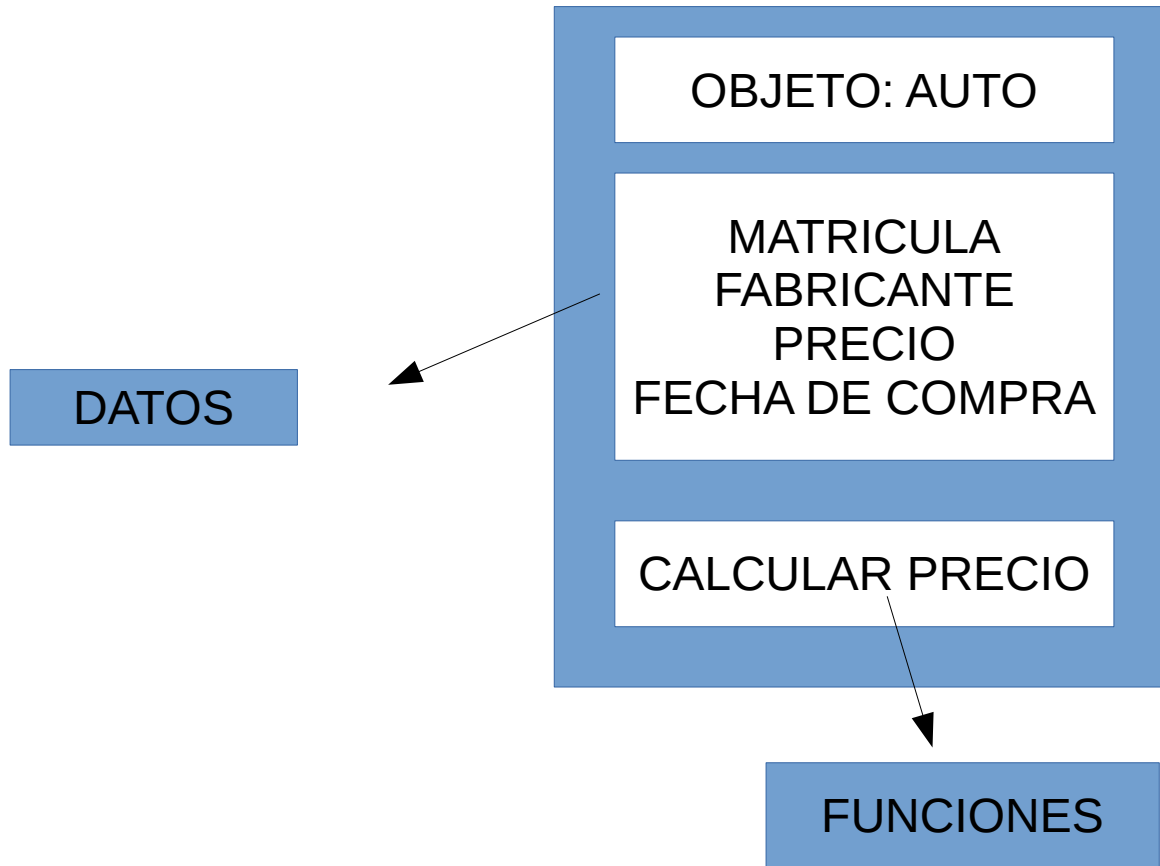 OBJETO: AUTO
MATRICULA
FABRICANTE
PRECIO
FECHA DE COMPRA
DATOS
CALCULAR PRECIO
FUNCIONES